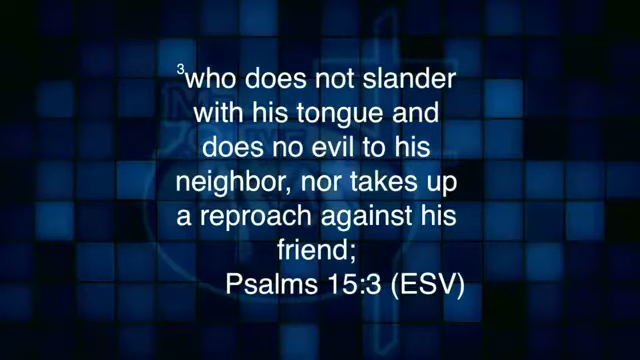 ³who does not slander
with his tongue and
does no evil to his
neighbor, nor takes up
a reproach against his
friend;
Psalms 15:3 (ESV)